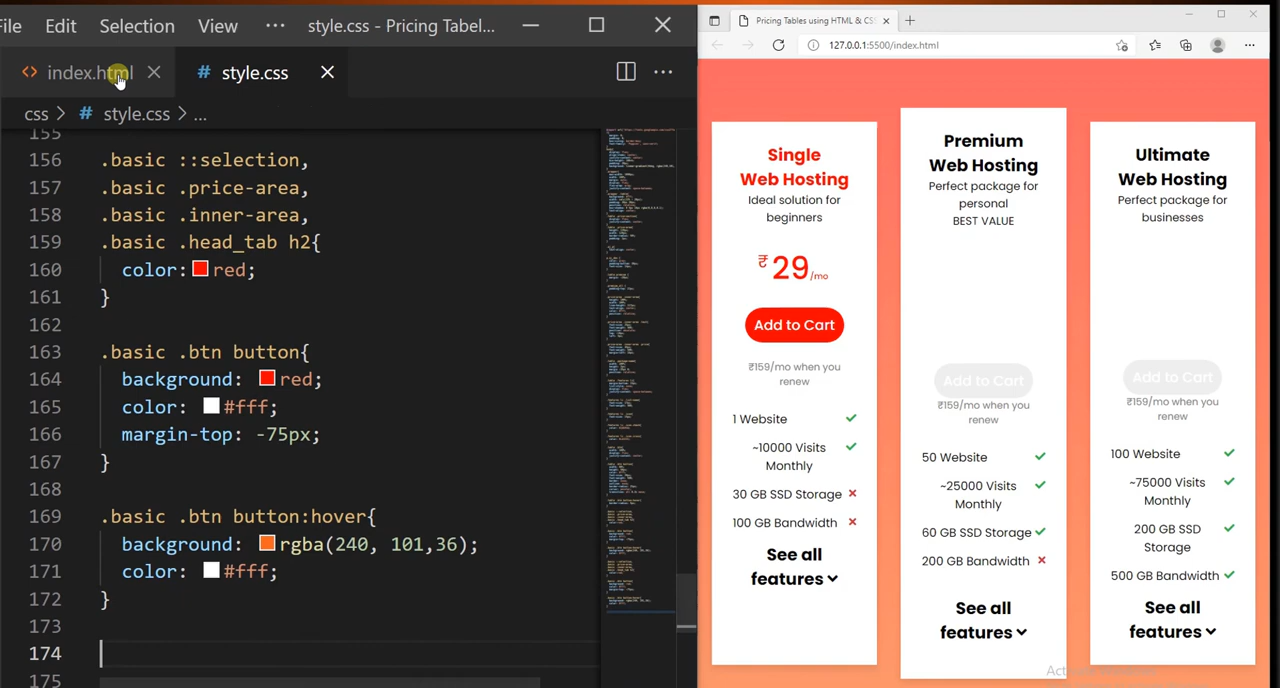 File Edit Selection View ··· style.css - Pricing Tabel...
index.html style.css
css > # style.css > ...
155
156 .basic ::selection,
157 .basic .price-area,
158 .basic .inner-area,
159 .basic .head_tab h2{
160 color: red;
161 }
162
163 .basic .btn button{
164 background: red;
165 color: #fff;
166 margin-top: -75px;
167 }
168
169 .basic .btn button:hover{
170 background: rgba(240, 101,36);
171 color: #fff;
172 }
173
174
175
Pricing Tables using HTML & CSS
127.0.0.1:5500/index.html
Single
Web Hosting
Ideal solution for
beginners
₹29/mo
Add to Cart
₹159/mo when you
renew
1 Website
~10000 Visits
Monthly
30 GB SSD Storage
100 GB Bandwidth
See all
features
Premium
Web Hosting
Perfect package for
personal
BEST VALUE
Add to Cart
₹159/mo when you
renew
50 Website
~25000 Visits
Monthly
60 GB SSD Storage
200 GB Bandwidth
See all
features
Ultimate
Web Hosting
Perfect package for
businesses
Add to Cart
₹159/mo when you
renew
100 Website
~75000 Visits
Monthly
200 GB SSD
Storage
500 GB Bandwidth
See all
features